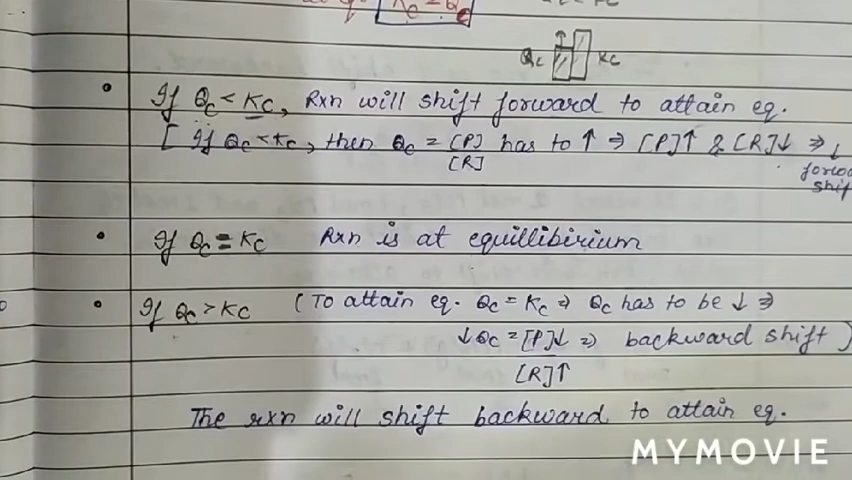 Kc = Qc
Qc Kc
If Qc < Kc, Rxn will shift forward to attain eq.
[ If Qc < Kc, then Qc = [P]/[R] has to ↑ ⇒ [P]↑ & [R]↓ ⇒ ↓
shift
If Qc = Kc Rxn is at equillibirium
If Qc > Kc (To attain eq. Qc = Kc ⇒ Qc has to be ↓ ⇒
↓ Qc = [P]↓/[R]↑ ⇒ backward shift)
The rxn will shift backward to attain eq.
MYMOVIE